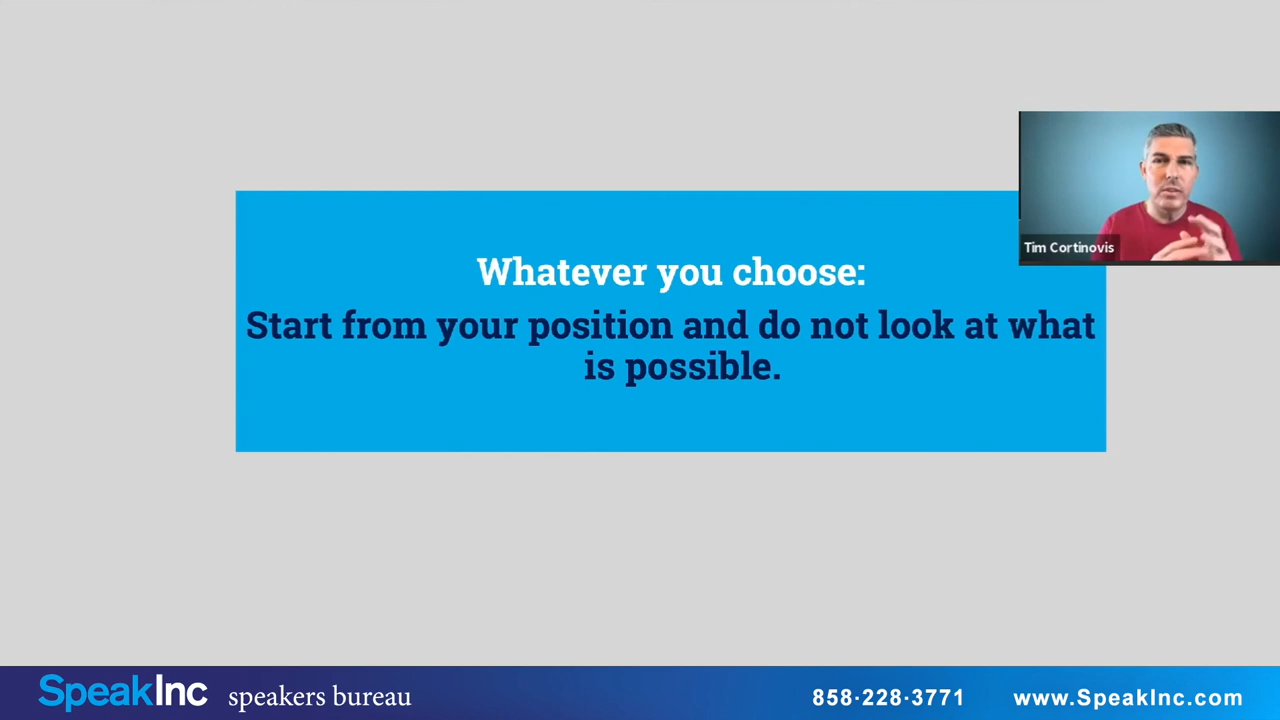 Whatever you choose:
Start from your position and do not look at what
is possible.
Tim Cortinovis
SpeakInc speakers bureau
858·228·3771
www.SpeakInc.com